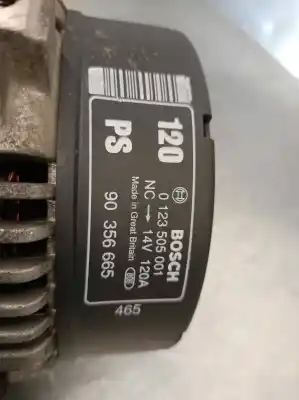 120
PS
BOSCH
0 123 505 001
NC → 14V 120A
Made in Great Britain
90 356 665
465